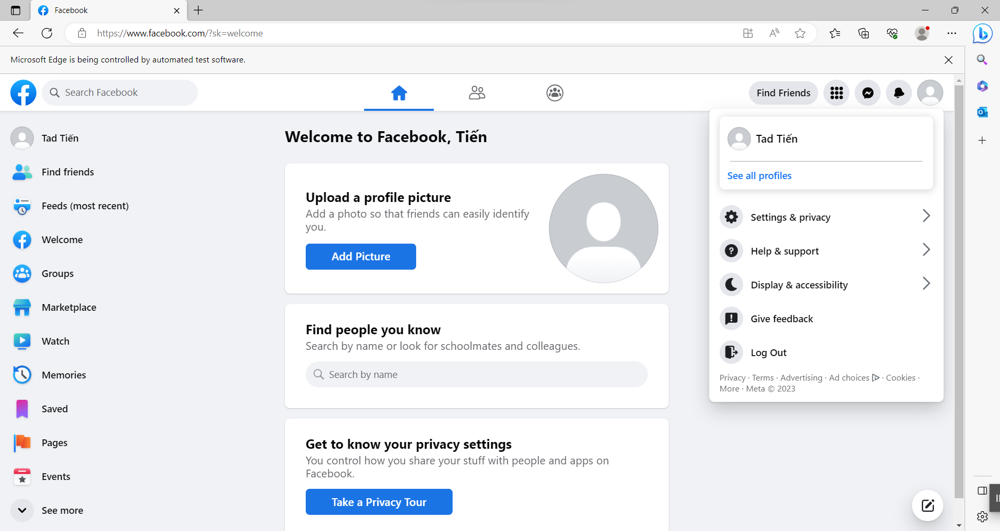 Facebook
https://www.facebook.com/?sk=welcome
Microsoft Edge is being controlled by automated test software.
Search Facebook
Find Friends
Tad Tiến
Find friends
Feeds (most recent)
Welcome
Groups
Marketplace
Watch
Memories
Saved
Pages
Events
See more
Welcome to Facebook, Tiến
Upload a profile picture
Add a photo so that friends can easily identify
you.
Add Picture
Find people you know
Search by name or look for schoolmates and colleagues.
Search by name
Get to know your privacy settings
You control how you share your stuff with people and apps on
Facebook.
Take a Privacy Tour
Tad Tiến
See all profiles
Settings & privacy
Help & support
Display & accessibility
Give feedback
Log Out
Privacy · Terms · Advertising · Ad choices · Cookies ·
More · Meta © 2023